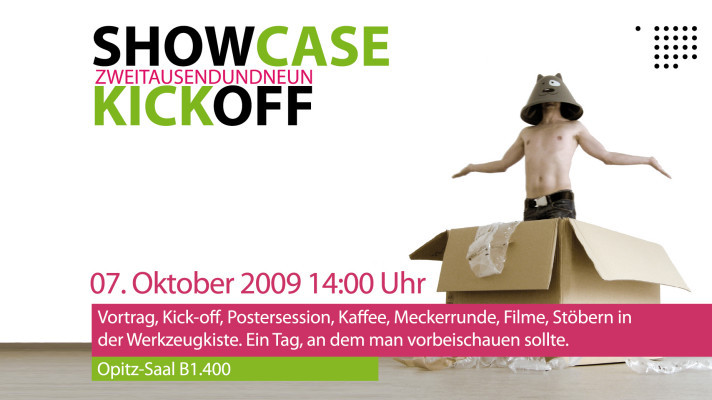 SHOWCASE
ZWEITAUSENDUNDNEUN
KICKOFF
07. Oktober 2009 14:00 Uhr
Vortrag, Kick-off, Postersession, Kaffee, Meckerrunde, Filme, Stöbern in
der Werkzeugkiste. Ein Tag, an dem man vorbeischauen sollte.
Opitz-Saal B1.400